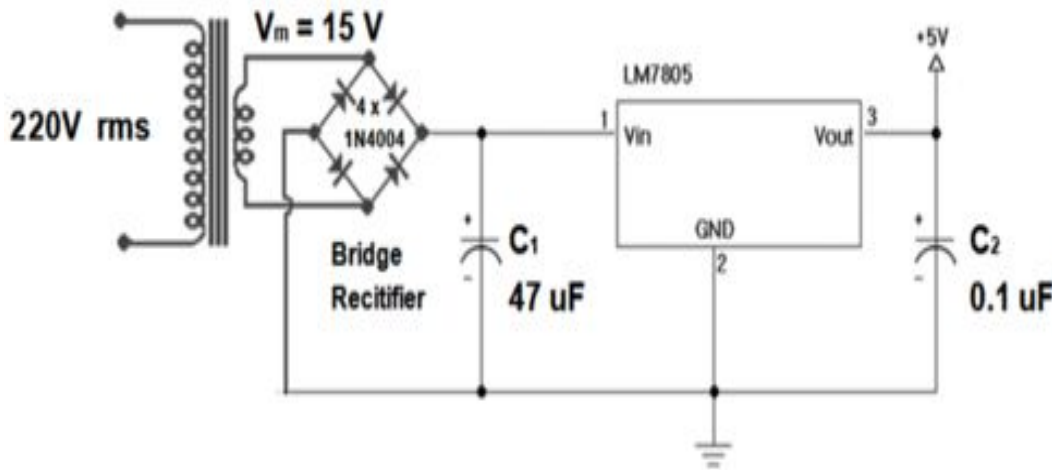 Vm = 15 V
220V rms
4 x
1N4004
Bridge
Recitifier
C1
47 uF
LM7805
1
Vin
Vout
3
GND
2
+5V
+
-
C2
0.1 uF
+
-